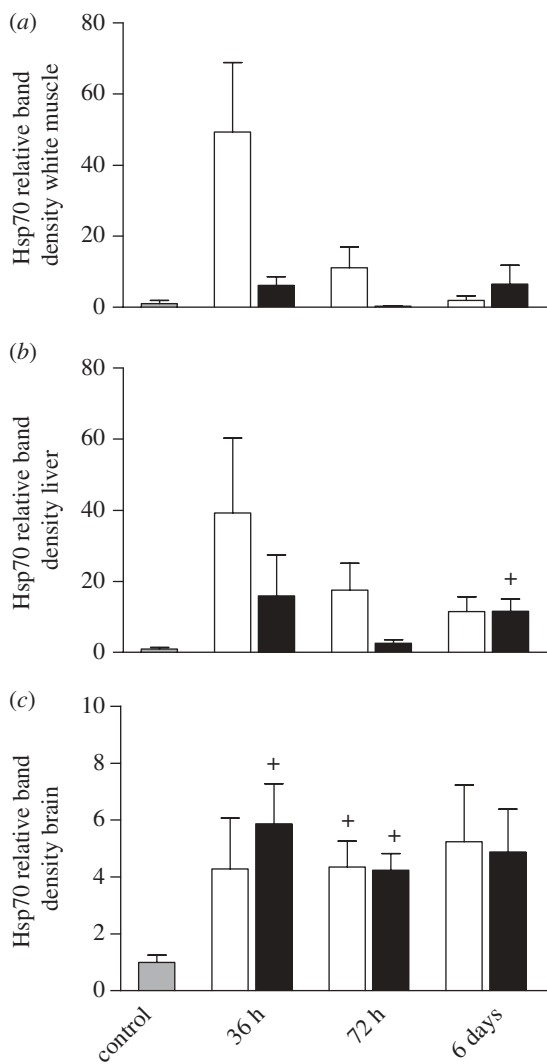 (a)
Hsp70 relative band
density white muscle
80
60
40
20
0
(b)
Hsp70 relative band
density liver
80
60
40
20
0
+
(c)
Hsp70 relative band
density brain
10
8
6
4
2
0
+
+
+
control
36 h
72 h
6 days